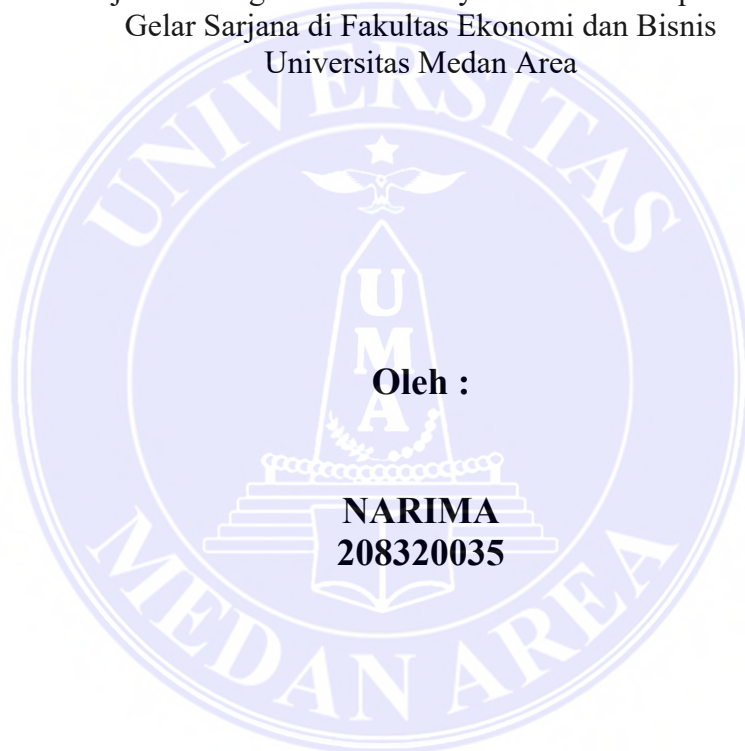 Gelar Sarjana di Fakultas Ekonomi dan Bisnis
Universitas Medan Area
UNIVERSITAS
UMA
Oleh :
NARIMA
208320035
MEDAN AREA